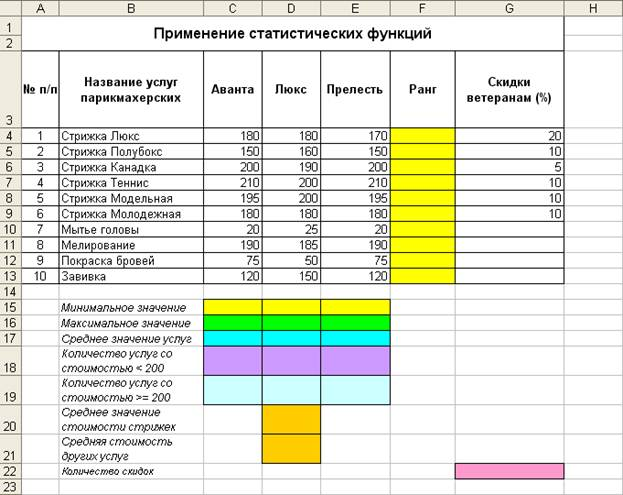 A B C D E F G H
1 Применение статистических функций
2
3 № п/п Название услуг парикмахерских Аванта Люкс Прелесть Ранг Скидки ветеранам (%)
4 1 Стрижка Люкс 180 180 170 20
5 2 Стрижка Полубокс 150 160 150 10
6 3 Стрижка Канадка 200 190 200 5
7 4 Стрижка Теннис 210 200 210 10
8 5 Стрижка Модельная 195 200 195 10
9 6 Стрижка Молодежная 180 180 180 10
10 7 Мытье головы 20 25 20
11 8 Мелирование 190 185 190
12 9 Покраска бровей 75 50 75
13 10 Завивка 120 150 120
14
15 Минимальное значение
16 Максимальное значение
17 Среднее значение услуг
18 Количество услуг со стоимостью < 200
19 Количество услуг со стоимостью >= 200
20 Среднее значение стоимости стрижек
21 Средняя стоимость других услуг
22 Количество скидок
23